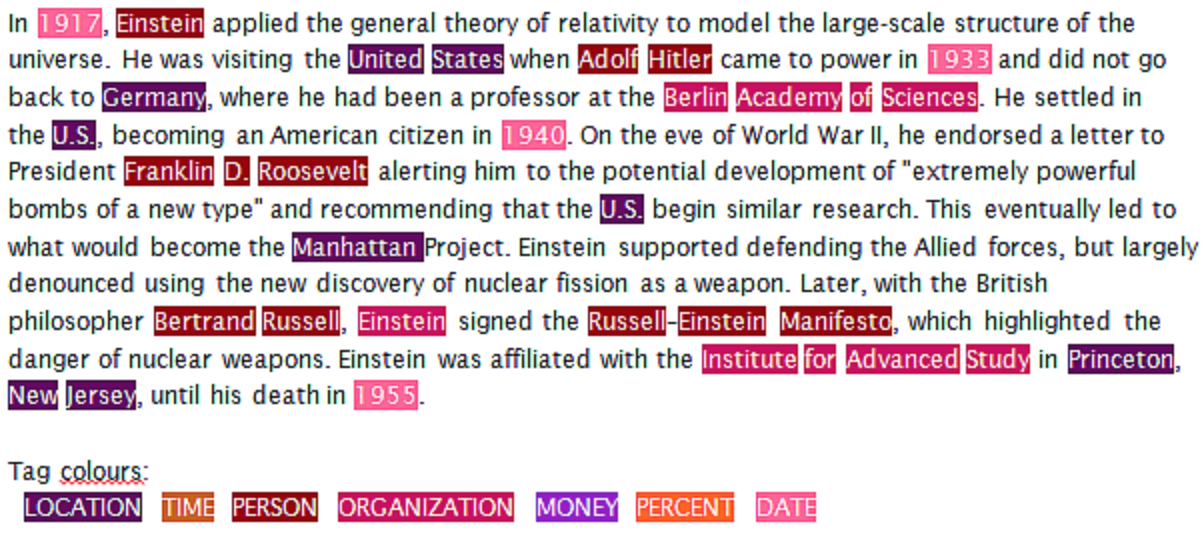 In 1917, Einstein applied the general theory of relativity to model the large-scale structure of the
universe. He was visiting the United States when Adolf Hitler came to power in 1933 and did not go
back to Germany, where he had been a professor at the Berlin Academy of Sciences. He settled in
the U.S., becoming an American citizen in 1940. On the eve of World War II, he endorsed a letter to
President Franklin D. Roosevelt alerting him to the potential development of "extremely powerful
bombs of a new type" and recommending that the U.S. begin similar research. This eventually led to
what would become the Manhattan Project. Einstein supported defending the Allied forces, but largely
denounced using the new discovery of nuclear fission as a weapon. Later, with the British
philosopher Bertrand Russell, Einstein signed the Russell–Einstein Manifesto, which highlighted the
danger of nuclear weapons. Einstein was affiliated with the Institute for Advanced Study in Princeton,
New Jersey, until his death in 1955.
Tag colours:
LOCATION TIME PERSON ORGANIZATION MONEY PERCENT DATE